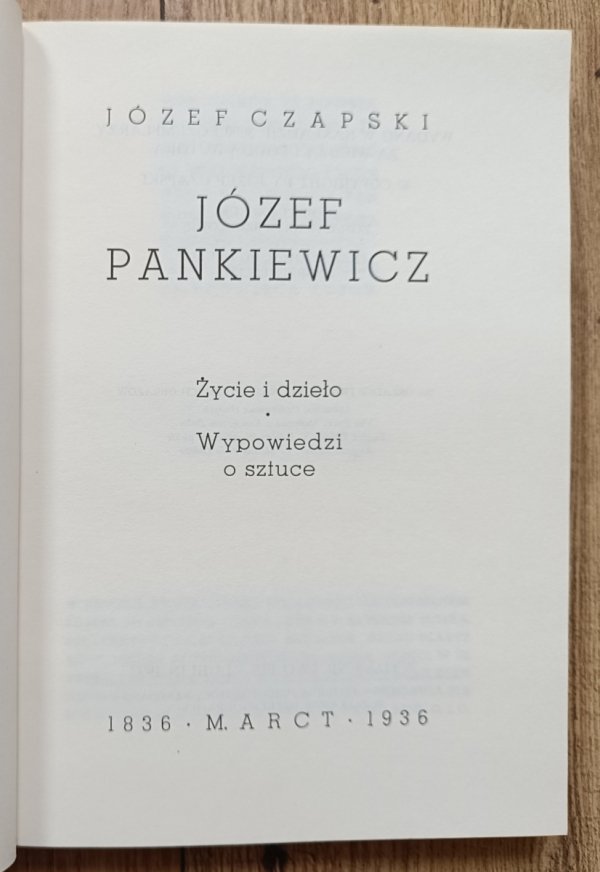 JÓZEF CZAPSKI
JÓZEF
PANKIEWICZ
Życie i dzieło
·
Wypowiedzi
o sztuce
1836 · M. ARCT · 1936